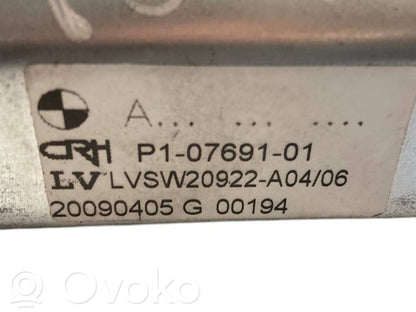 A... ... ....
CRH P1-07691-01
LV LVSW20922-A04/06
20090405 G 00194
© OVOKO